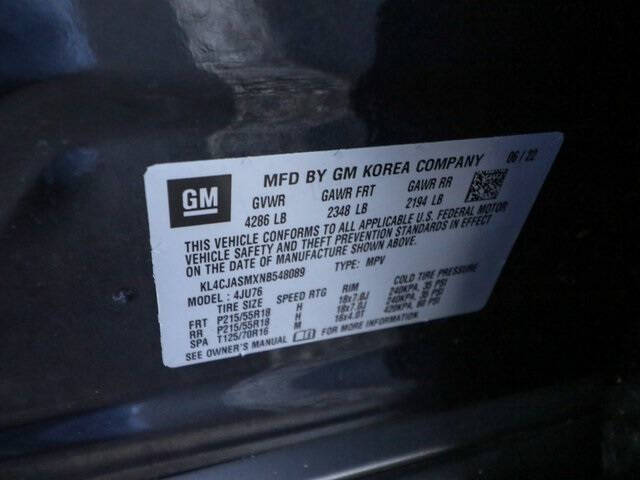 GM
MFD BY GM KOREA COMPANY 06/22
GVWR GAWR FRT GAWR RR
4286 LB 2348 LB 2194 LB
THIS VEHICLE CONFORMS TO ALL APPLICABLE U.S. FEDERAL MOTOR
VEHICLE SAFETY AND THEFT PREVENTION STANDARDS IN EFFECT
ON THE DATE OF MANUFACTURE SHOWN ABOVE.
KL4CJASMXNB548089 TYPE: MPV
MODEL: 4JU76
TIRE SIZE SPEED RTG RIM COLD TIRE PRESSURE
FRT P215/55R18 H 18x7.0J 240KPA, 35 PSI
RR P215/55R18 H 18x7.0J 240KPA, 35 PSI
SPA T125/70R16 M 16x4.0T 420KPA, 60 PSI
SEE OWNER'S MANUAL